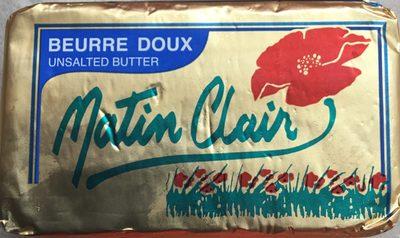 BEURRE DOUX
UNSALTED BUTTER
Matin Clair